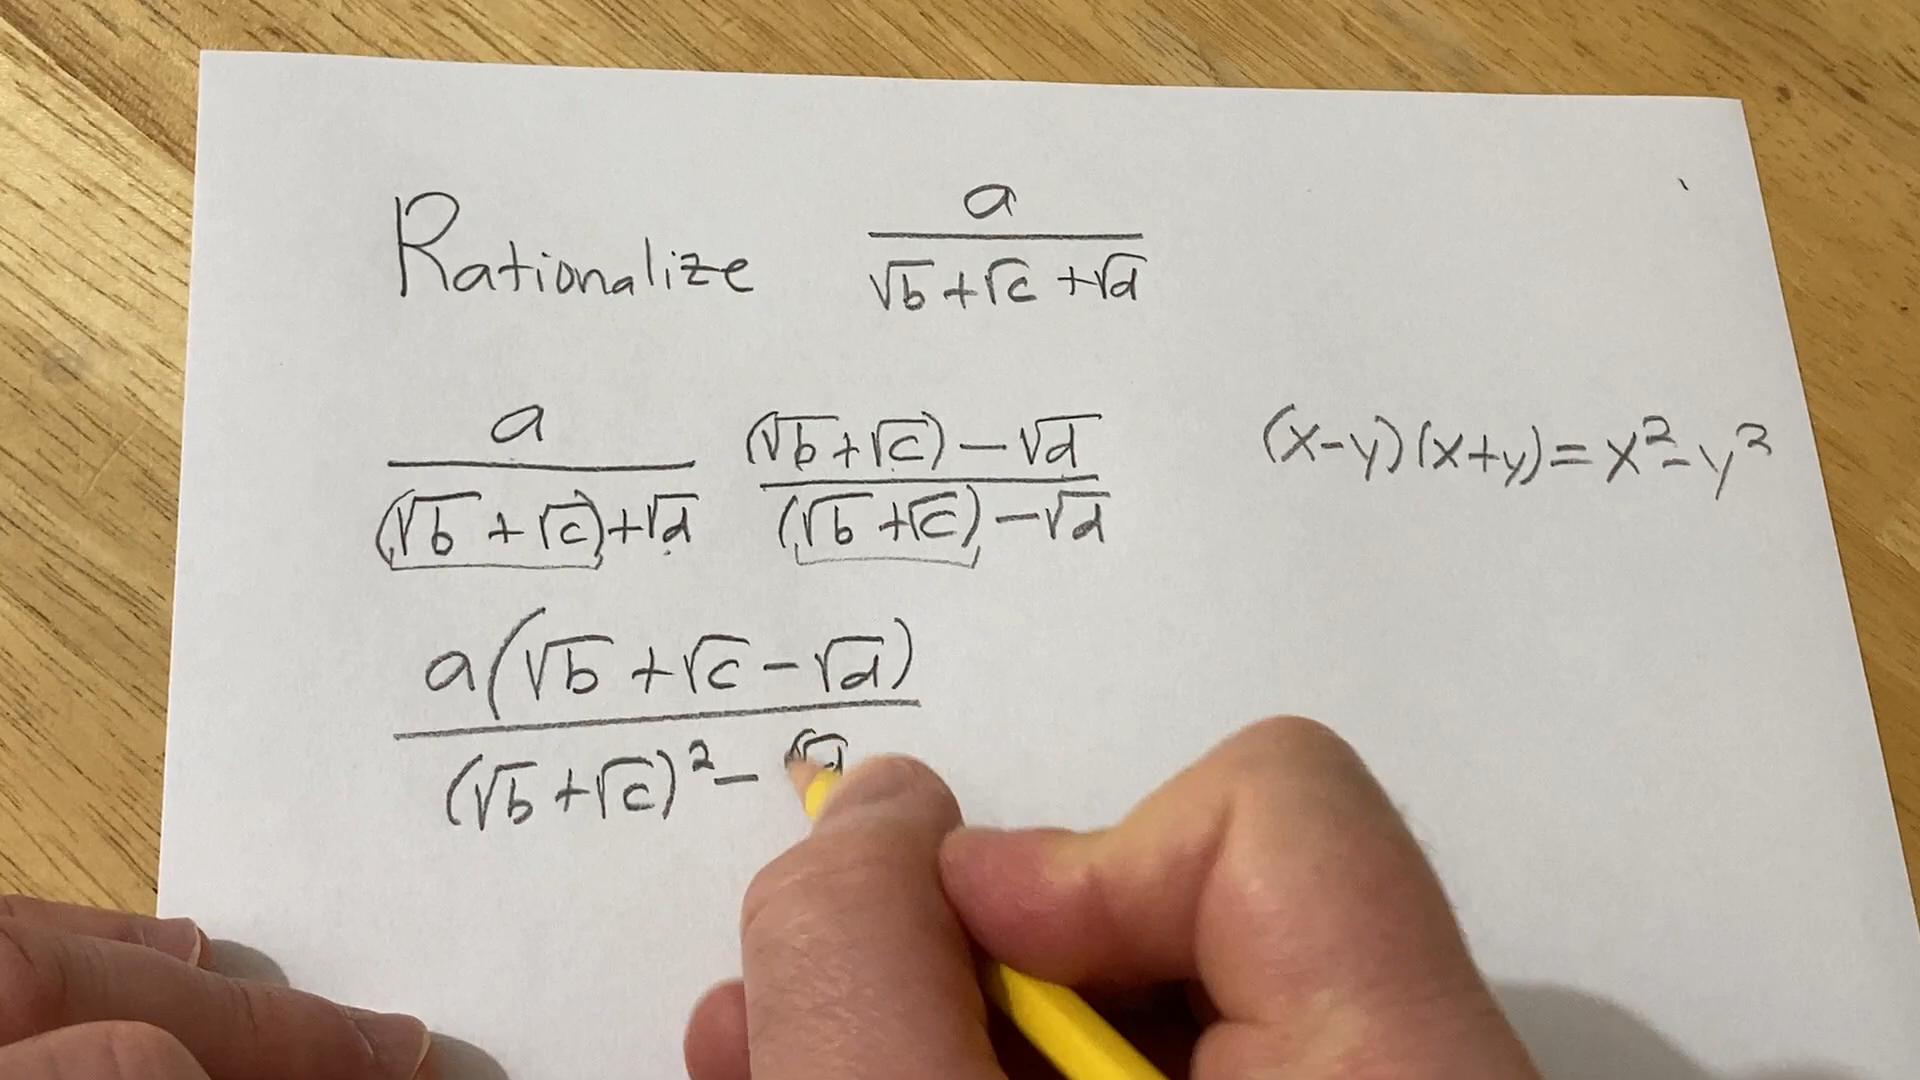 Rationalize a / (√b + √c + √d)
a / ((√b + √c) + √d) ((√b + √c) − √d) / ((√b + √c) − √d) (x−y)(x+y) = x² − y²
a(√b + √c − √d) / (√b + √c)² − √d